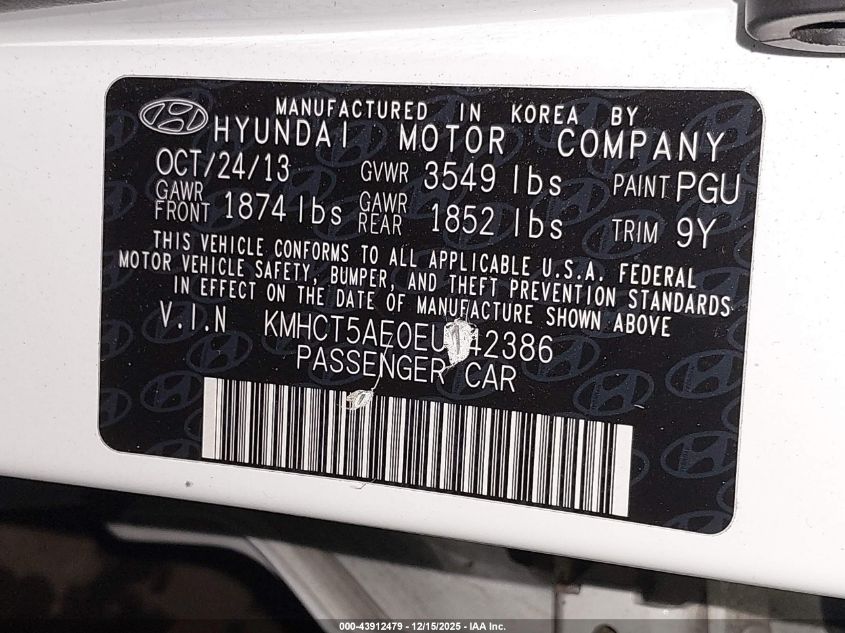 MANUFACTURED IN KOREA BY
HYUNDAI MOTOR COMPANY
OCT/24/13 GVWR 3549 lbs PAINT PGU
GAWR FRONT 1874 lbs GAWR REAR 1852 lbs TRIM 9Y
THIS VEHICLE CONFORMS TO ALL APPLICABLE U.S.A. FEDERAL
MOTOR VEHICLE SAFETY, BUMPER, AND THEFT PREVENTION STANDARDS
IN EFFECT ON THE DATE OF MANUFACTURE SHOWN ABOVE
V.I.N
PASSENGER CAR
000-43912479 - 12/15/2025 - IAA Inc.